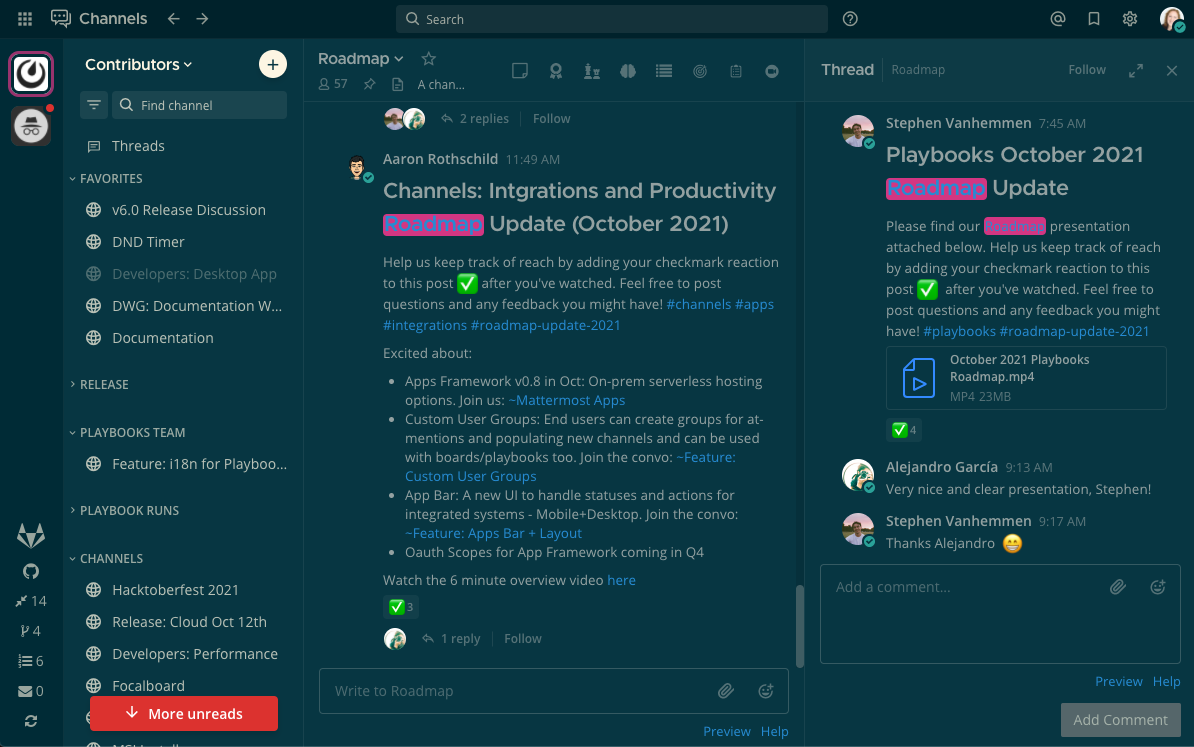 Channels
Search
Contributors
Find channel
Threads
FAVORITES
v6.0 Release Discussion
DND Timer
Developers: Desktop App
DWG: Documentation W...
Documentation
RELEASE
PLAYBOOKS TEAM
Feature: i18n for Playboo...
PLAYBOOK RUNS
CHANNELS
Hacktoberfest 2021
Release: Cloud Oct 12th
Developers: Performance
Focalboard
More unreads
14
4
6
0
Roadmap
57
A chan...
2 replies
Follow
Aaron Rothschild 11:49 AM
Channels: Intgrations and Productivity
Roadmap Update (October 2021)
Help us keep track of reach by adding your checkmark reaction
to this post ✅ after you've watched. Feel free to post
questions and any feedback you might have! #channels #apps
#integrations #roadmap-update-2021
Excited about:
• Apps Framework v0.8 in Oct: On-prem serverless hosting
options. Join us: ~Mattermost Apps
• Custom User Groups: End users can create groups for at-
mentions and populating new channels and can be used
with boards/playbooks too. Join the convo: ~Feature:
Custom User Groups
• App Bar: A new UI to handle statuses and actions for
integrated systems - Mobile+Desktop. Join the convo:
~Feature: Apps Bar + Layout
• Oauth Scopes for App Framework coming in Q4
Watch the 6 minute overview video here
✅ 3
1 reply
Follow
Write to Roadmap
Preview Help
Thread
Roadmap
Follow
Stephen Vanhemmen 7:45 AM
Playbooks October 2021
Roadmap Update
Please find our Roadmap presentation
attached below. Help us keep track of reach
by adding your checkmark reaction to this
post ✅ after you've watched. Feel free to
post questions and any feedback you might
have! #playbooks #roadmap-update-2021
October 2021 Playbooks
Roadmap.mp4
MP4 23MB
✅ 4
Alejandro García 9:13 AM
Very nice and clear presentation, Stephen!
Stephen Vanhemmen 9:17 AM
Thanks Alejandro 😁
Add a comment...
Preview Help
Add Comment